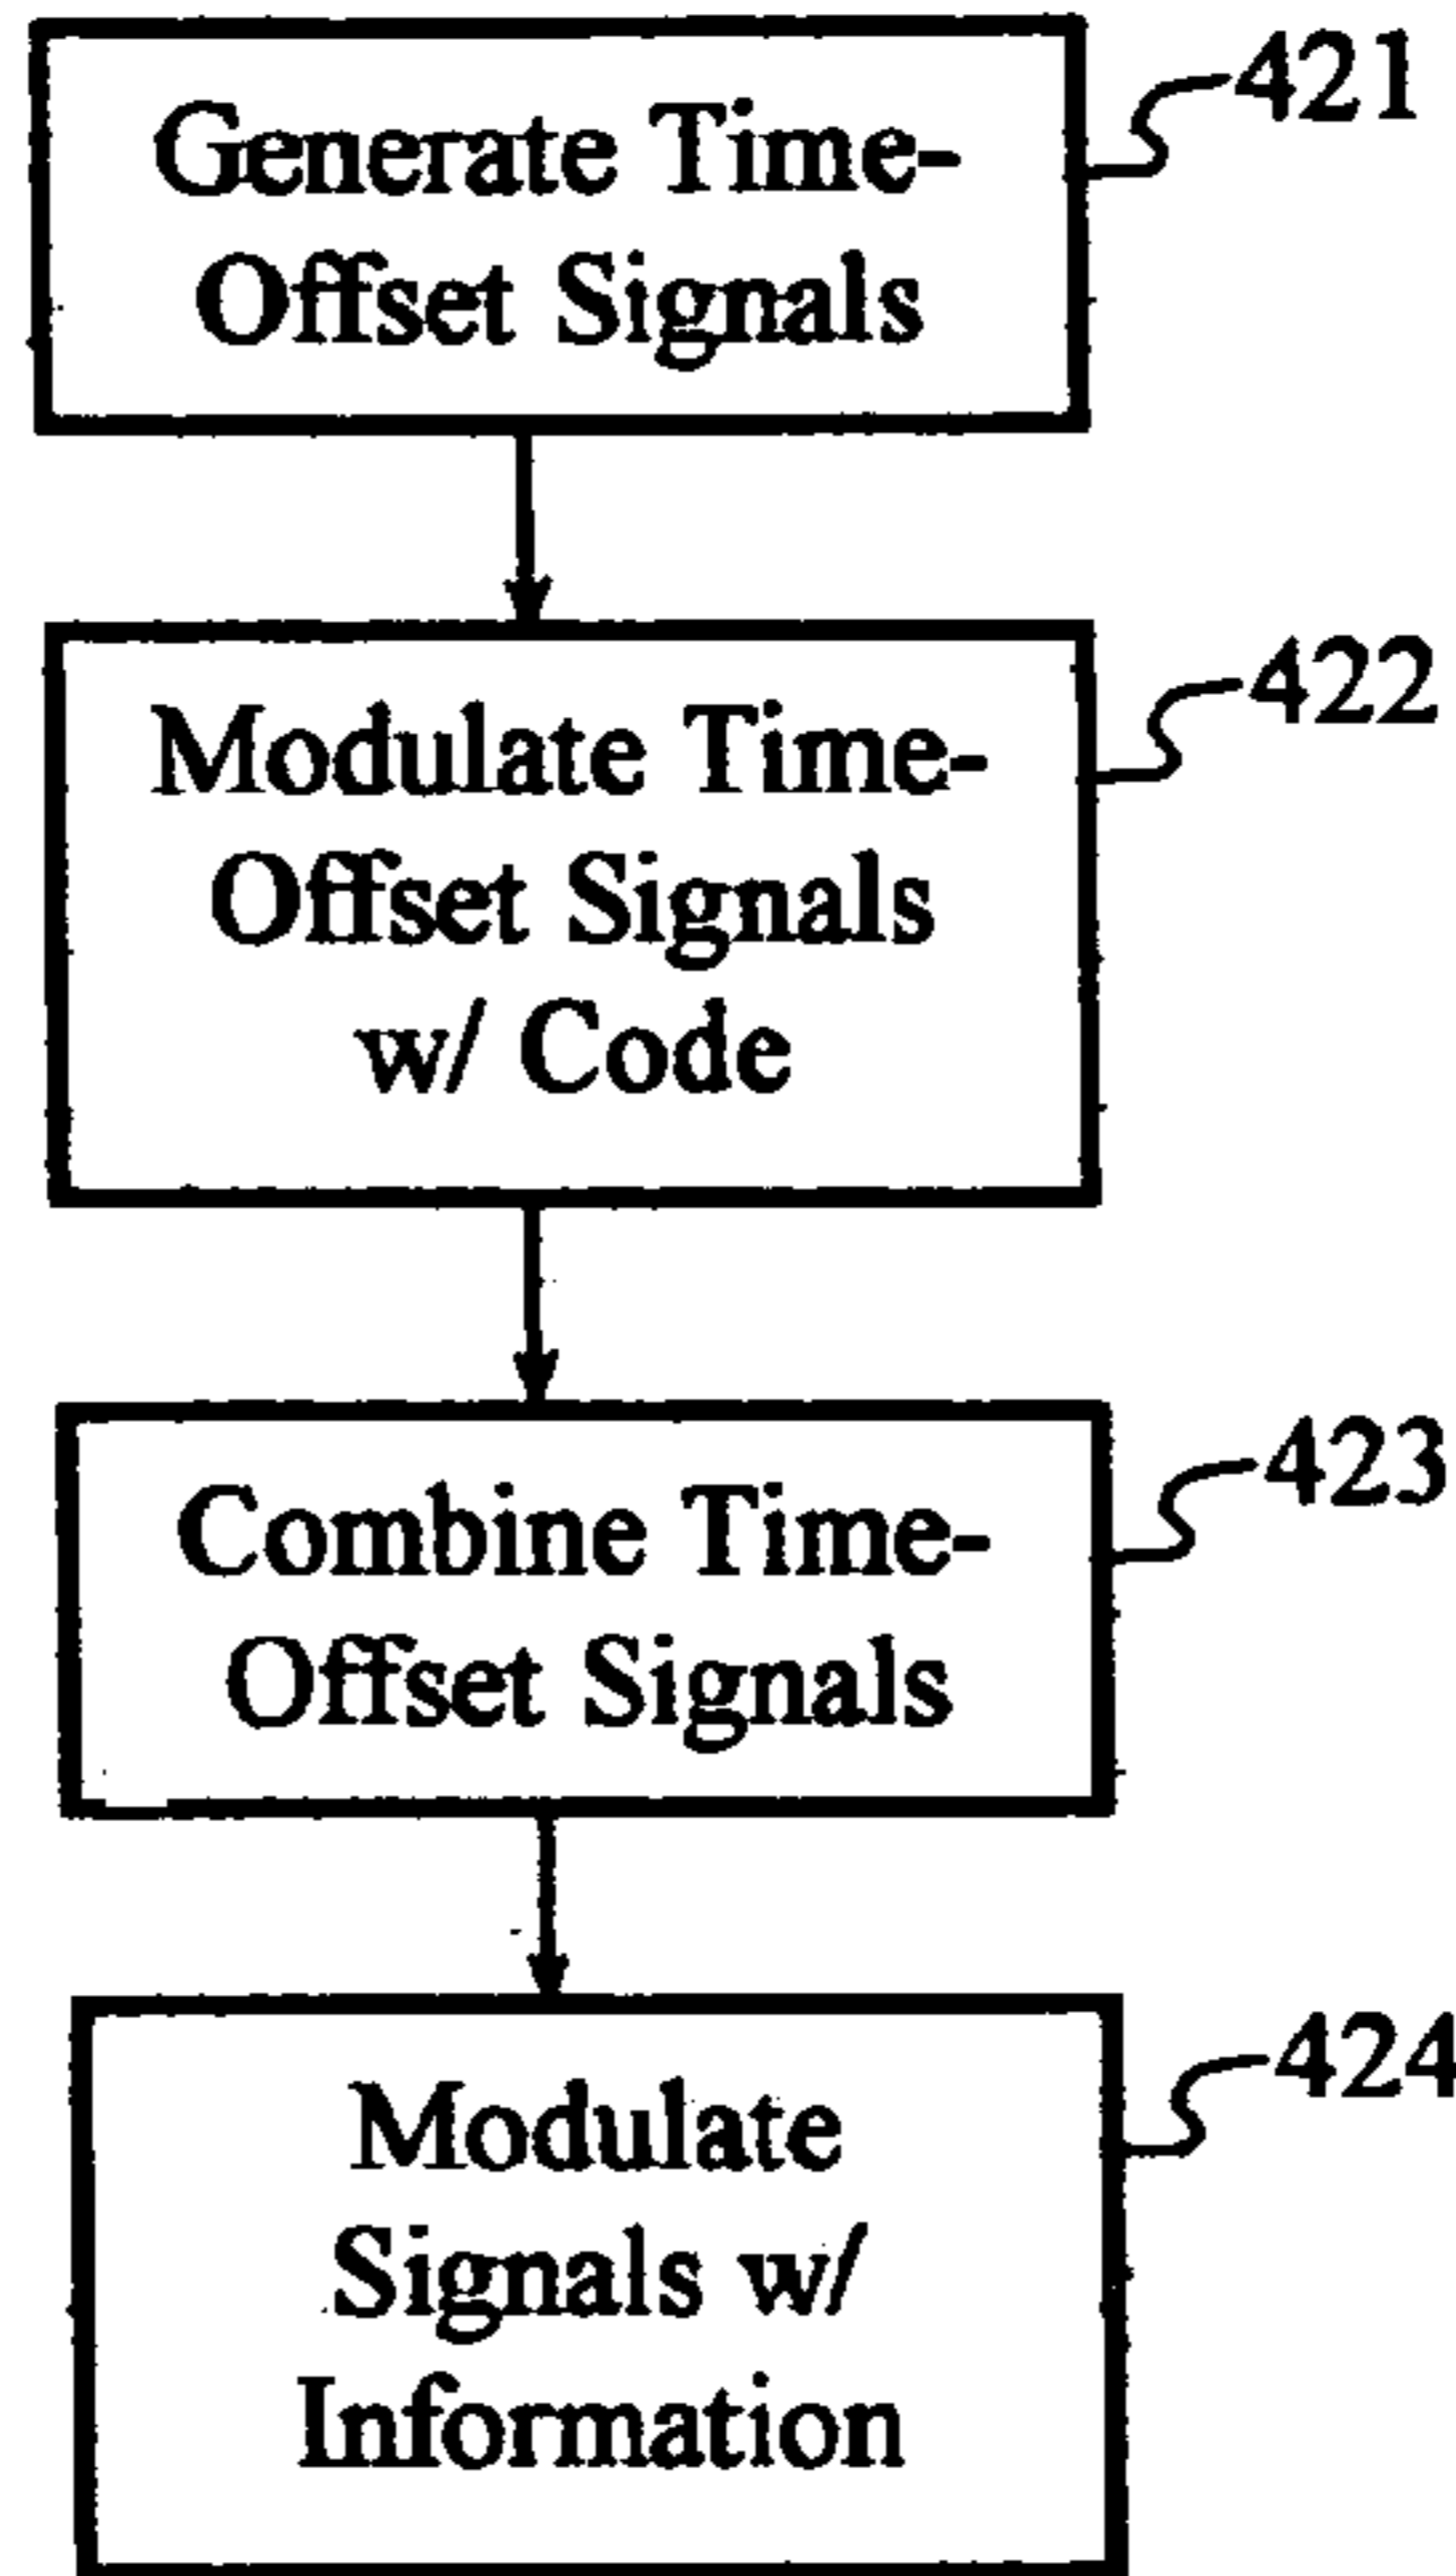 Generate Time-
Offset Signals
421
Modulate Time-
Offset Signals
w/ Code
422
Combine Time-
Offset Signals
423
Modulate
Signals w/
Information
424